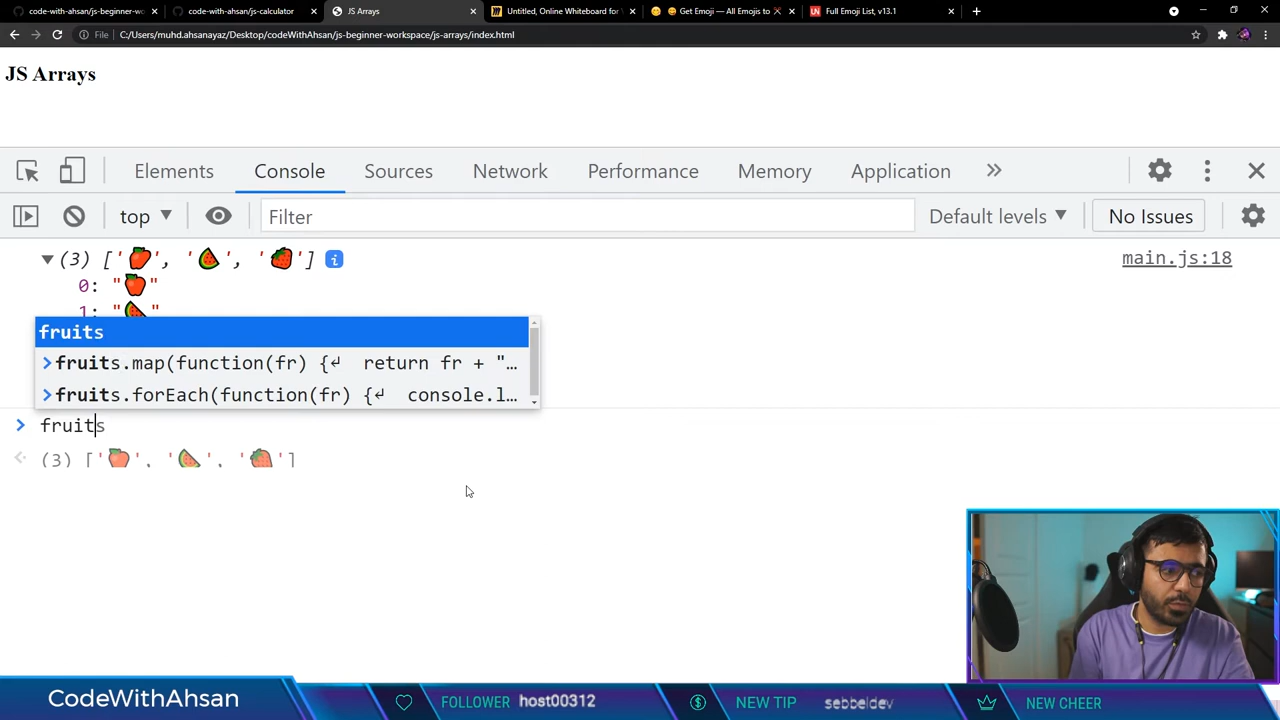 code-with-ahsan/js-beginner-wo
code-with-ahsan/js-calculator
JS Arrays
Untitled, Online Whiteboard for
Get Emoji — All Emojis to
Full Emoji List, v13.1
File
C:/Users/muhd.ahsanayaz/Desktop/codeWithAhsan/js-beginner-workspace/js-arrays/index.html
JS Arrays
Elements
Console
Sources
Network
Performance
Memory
Application
top
Filter
Default levels
No Issues
(3) ['🍎', '🍉', '🍓']
main.js:18
0: "🍎"
1: "🍉"
fruits
fruits.map(function(fr) {↵ return fr + "…
fruits.forEach(function(fr) {↵ console.l…
fruits
(3) ['🍎', '🍉', '🍓']
CodeWithAhsan
FOLLOWER host00312
NEW TIP sebbeldev
NEW CHEER